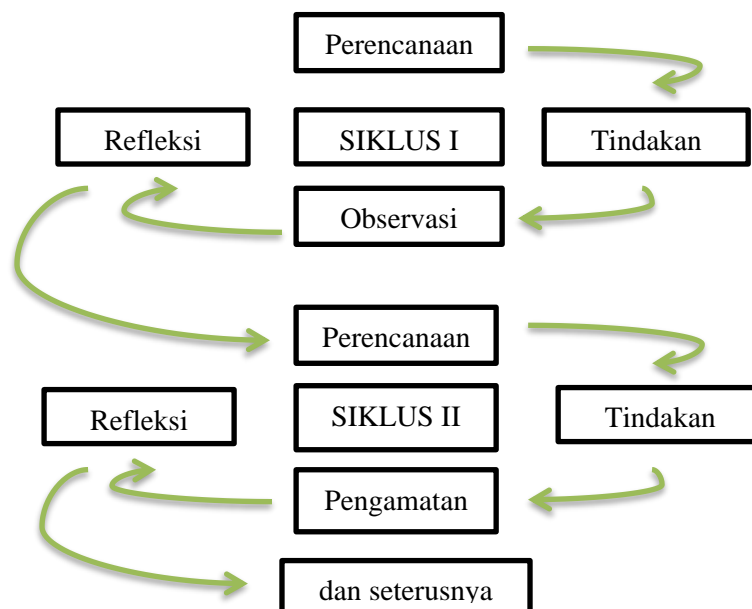 Perencanaan
Refleksi
SIKLUS I
Tindakan
Observasi
Perencanaan
Refleksi
SIKLUS II
Tindakan
Pengamatan
dan seterusnya